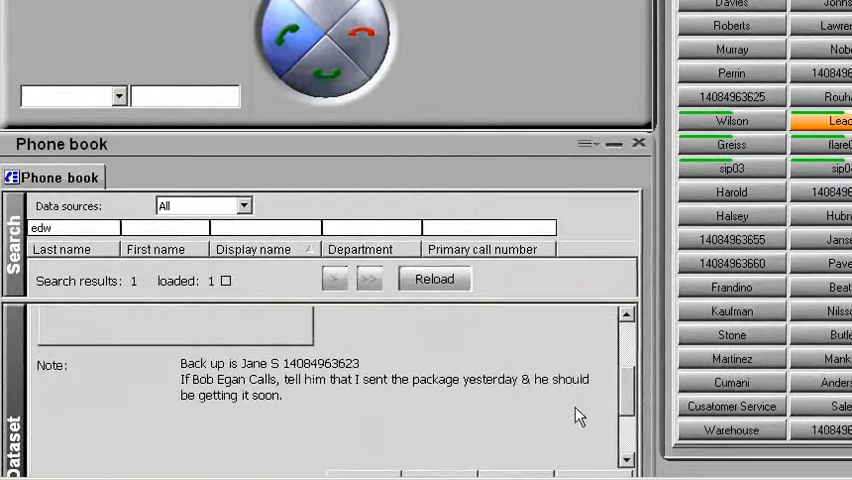 Davies
Roberts Lawren
Murray
Perrin
14084963625
Wilson
Greiss
sip03
Harold
Halsey
14084963655
14084963660
Frandino
Kaufman
Stone
Martinez
Cumani
Cusatomer Service
Warehouse
Phone book
Phone book
Search
Data sources: All
edw
Last name First name Display name Department Primary call number
Search results: 1 loaded: 1 > >> Reload
Note: Back up is Jane S 14084963623
If Bob Egan Calls, tell him that I sent the package yesterday & he should
be getting it soon.
Dataset